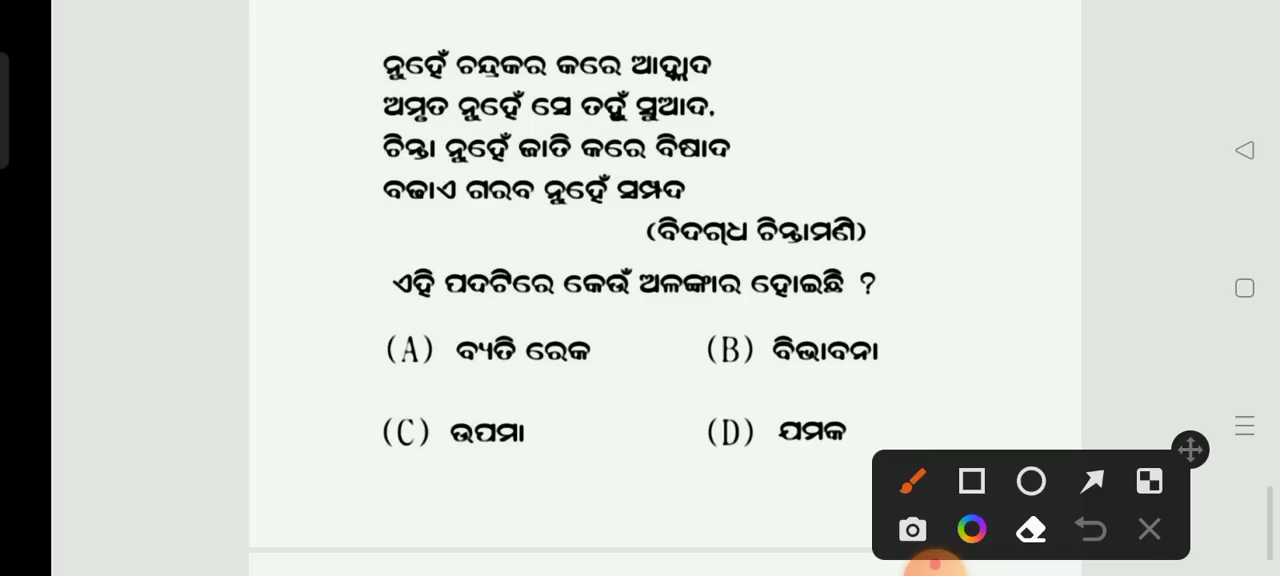 ନୁହେଁ ଚନ୍ଦ୍ରକର କରେ ଆହ୍ଲାଦ
ଅମୃତ ନୁହେଁ ସେ ତହୁଁ ସୁଆଦ,
ଚିନ୍ତା ନୁହେଁ ଜାତି କରେ ବିଷାଦ
ବଢାଏ ଗରବ ନୁହେଁ ସମ୍ପଦ
(ବିଦଗ୍ଧ ଚିନ୍ତାମଣି)
ଏହି ପଦଟିରେ କେଉଁ ଅଳଙ୍କାର ହୋଇଛି ?
(A) ବ୍ୟତି ରେକ (B) ବିଭାବନା
(C) ଉପମା (D) ଯମକ